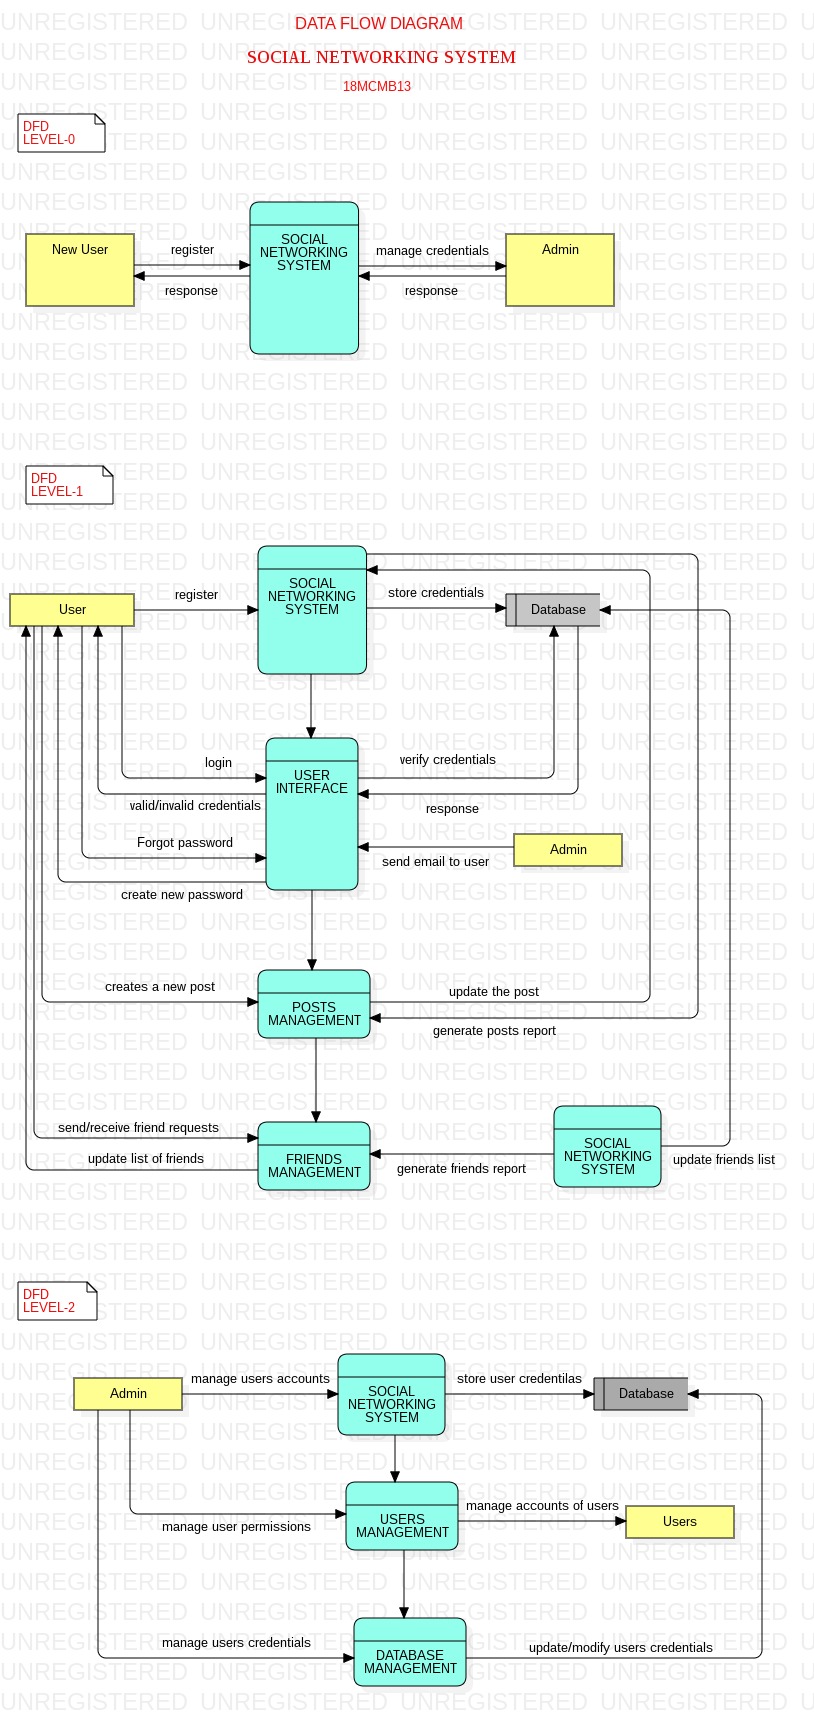 DATA FLOW DIAGRAM
SOCIAL NETWORKING SYSTEM
18MCMB13
DFD
LEVEL-0
New User
register
response
SOCIAL
NETWORKING
SYSTEM
manage credentials
response
Admin
DFD
LEVEL-1
User
register
SOCIAL
NETWORKING
SYSTEM
store credentials
Database
login
valid/invalid credentials
Forgot password
create new password
USER
INTERFACE
verify credentials
response
Admin
send email to user
creates a new post
POSTS
MANAGEMENT
update the post
generate posts report
send/receive friend requests
update list of friends
FRIENDS
MANAGEMENT
generate friends report
SOCIAL
NETWORKING
SYSTEM
update friends list
DFD
LEVEL-2
Admin
manage users accounts
SOCIAL
NETWORKING
SYSTEM
store user credentilas
Database
manage user permissions
USERS
MANAGEMENT
manage accounts of users
Users
manage users credentials
DATABASE
MANAGEMENT
update/modify users credentials
UNREGISTERED